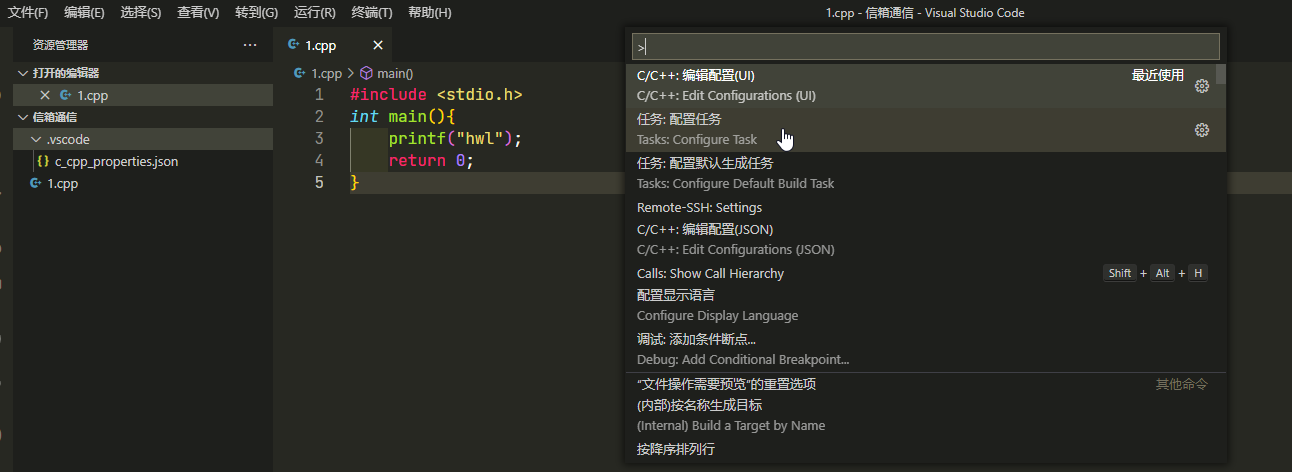 文件(F) 编辑(E) 选择(S) 查看(V) 转到(G) 运行(R) 终端(T) 帮助(H) 1.cpp - 信箱通信 - Visual Studio Code
资源管理器 ...
打开的编辑器
1.cpp
信箱通信
.vscode
{} c_cpp_properties.json
1.cpp
1.cpp
1.cpp > main()
1 #include <stdio.h>
2 int main(){
3 printf("hwl");
4 return 0;
5 }
>
C/C++: 编辑配置(UI) 最近使用
C/C++: Edit Configurations (UI)
任务: 配置任务
Tasks: Configure Task
任务: 配置默认生成任务
Tasks: Configure Default Build Task
Remote-SSH: Settings
C/C++: 编辑配置(JSON)
C/C++: Edit Configurations (JSON)
Calls: Show Call Hierarchy Shift + Alt + H
配置显示语言
Configure Display Language
调试: 添加条件断点...
Debug: Add Conditional Breakpoint...
“文件操作需要预览”的重置选项 其他命令
(内部)按名称生成目标
(Internal) Build a Target by Name
按降序排列行